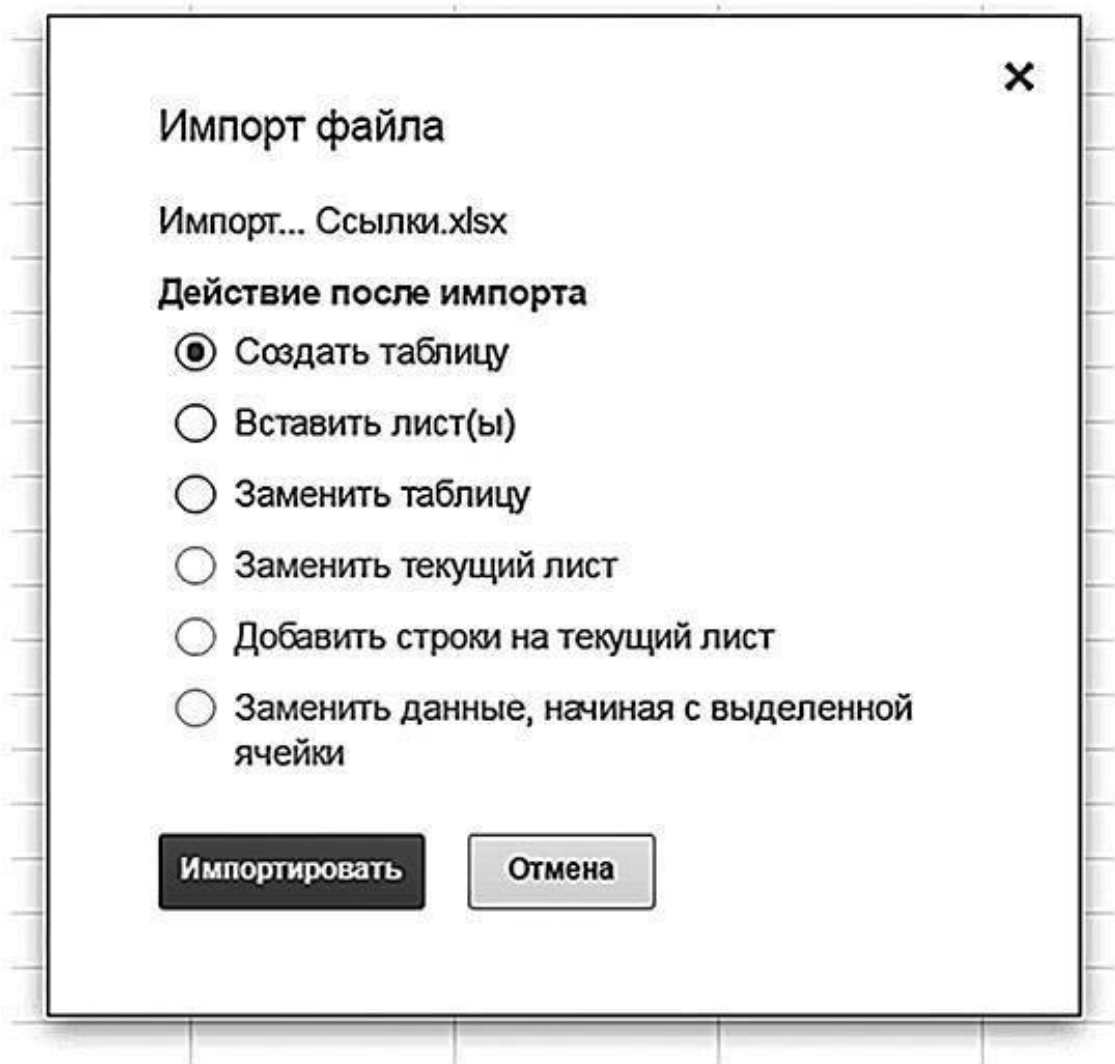 Импорт файла
Импорт... Ссылки.xlsx
Действие после импорта
Создать таблицу
Вставить лист(ы)
Заменить таблицу
Заменить текущий лист
Добавить строки на текущий лист
Заменить данные, начиная с выделенной
ячейки
Импортировать
Отмена